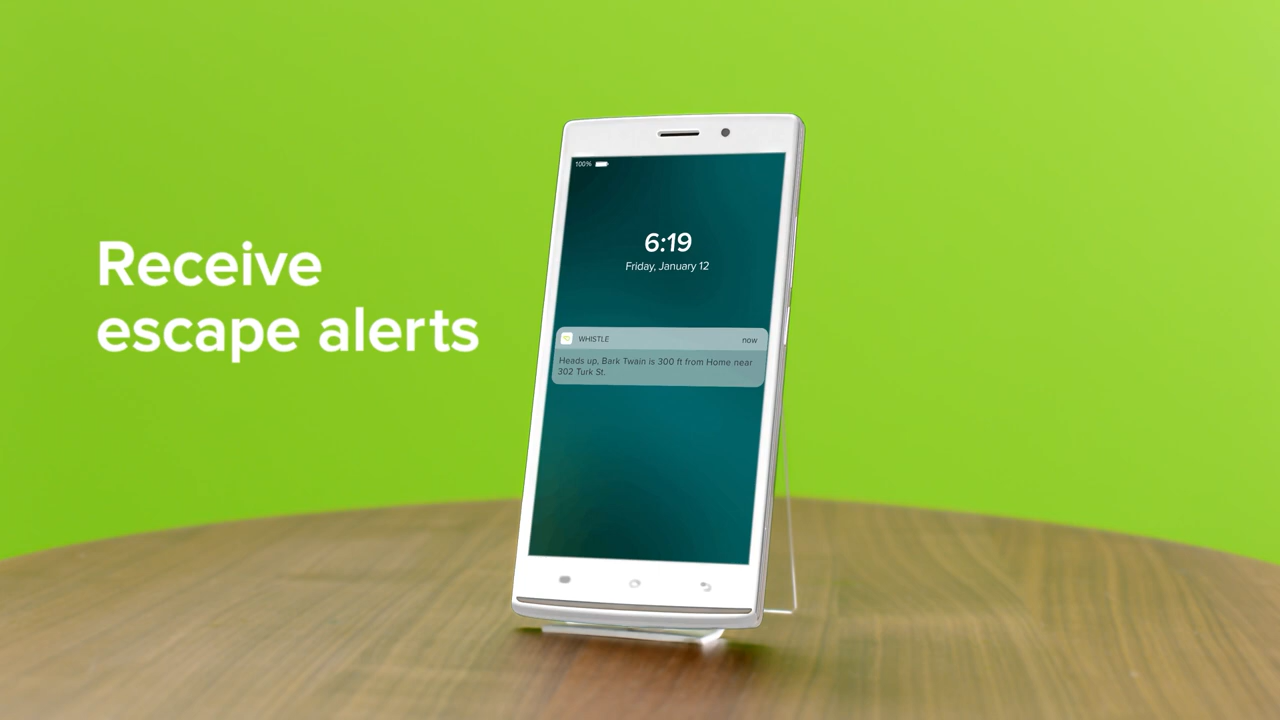 Receive
escape alerts
100%
6:19
Friday, January 12
WHISTLE now
Heads up, Bark Twain is 300 ft from Home near
302 Turk St.